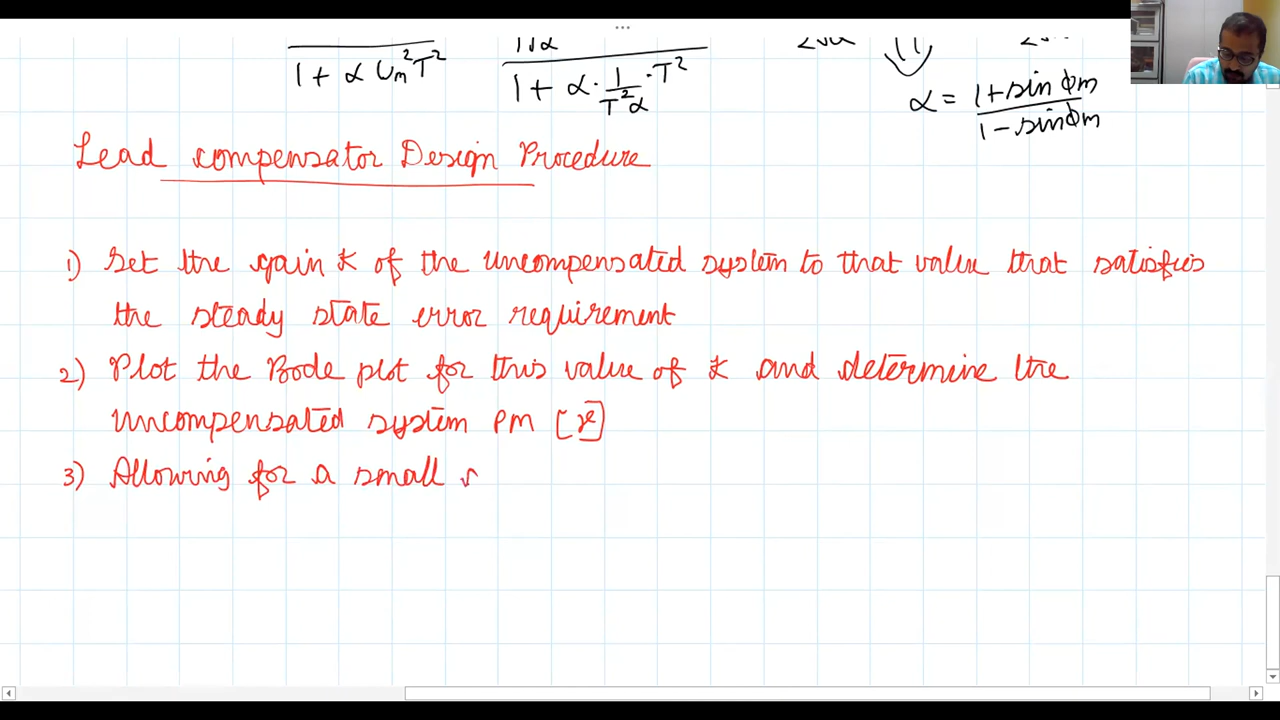 1 + α ω_m² T²
1 + α · 1/(T² α) · T²
α = (1 + sin ϕm)/(1 - sin ϕm)
Lead compensator Design Procedure
1) Set the gain K of the uncompensated system to that value that satisfies
the steady state error requirement
2) Plot the Bode plot for this value of K and determine the
uncompensated system PM [γ]
3) Allowing for a small